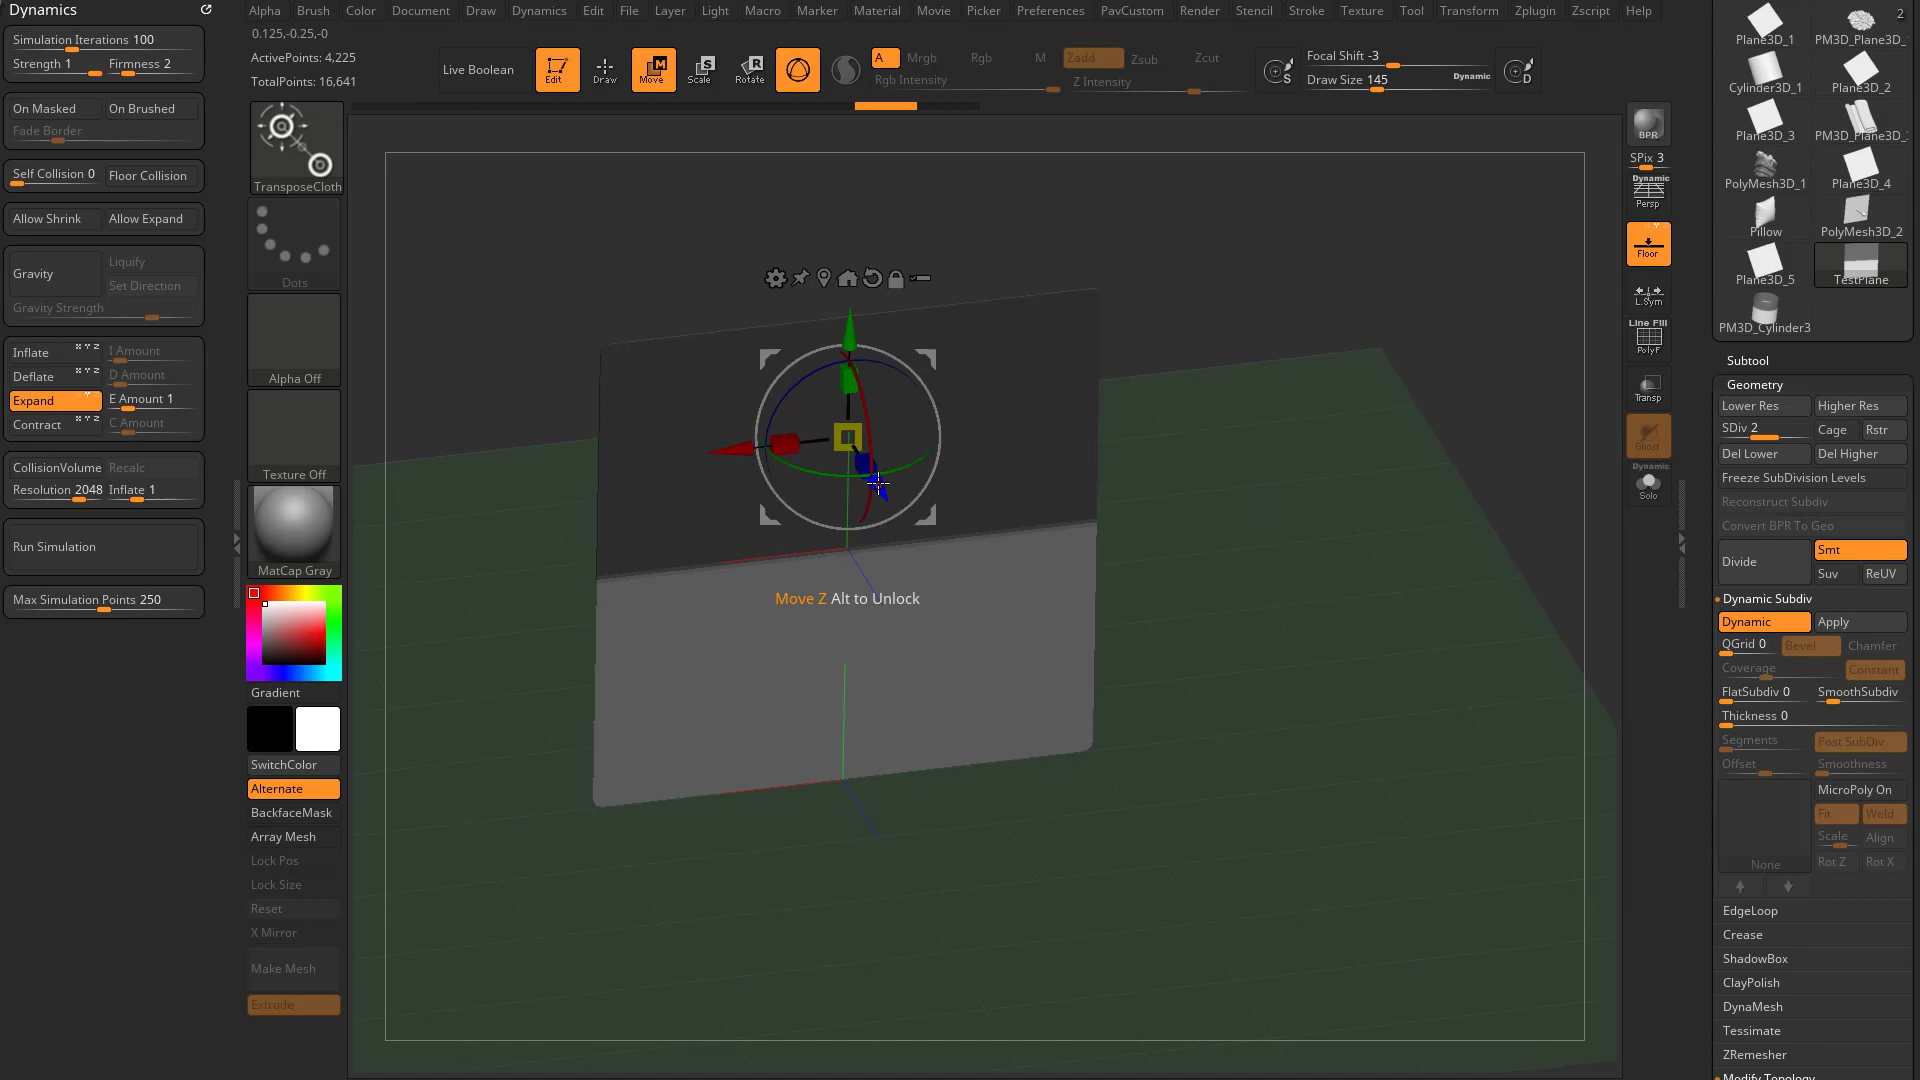 Dynamics
Alpha Brush Color Document Draw Dynamics Edit File Layer Light Macro Marker Material Movie Picker Preferences PavCustom Render Stencil Stroke Texture Tool Transform Zplugin Zscript Help
0.125,-0.25,-0
ActivePoints: 4,225
TotalPoints: 16,641
Live Boolean
Edit
Draw
Move
Scale
Rotate
A Mrgb Rgb M Zadd Zsub Zcut
Rgb Intensity Z Intensity
Focal Shift -3
Draw Size 145 Dynamic
Simulation Iterations 100
Strength 1 Firmness 2
On Masked On Brushed
Fade Border
Self Collision 0 Floor Collision
Allow Shrink Allow Expand
Gravity Liquify
Set Direction
Gravity Strength
Inflate X Y Z I Amount
Deflate X Y Z D Amount
Expand E Amount 1
Contract X Y Z C Amount
CollisionVolume Recalc
Resolution 2048 Inflate 1
Run Simulation
Max Simulation Points 250
TransposeCloth
Dots
Alpha Off
Texture Off
MatCap Gray
Gradient
SwitchColor
Alternate
BackfaceMask
Array Mesh
Lock Pos
Lock Size
Reset
X Mirror
Make Mesh
Extrude
Move Z Alt to Unlock
BPR
SPix 3
Dynamic
Persp
Floor
L.Sym
Line Fill
PolyF
Transp
Ghost
Dynamic
Solo
2
Plane3D_1 PM3D_Plane3D_
Cylinder3D_1 Plane3D_2
Plane3D_3 PM3D_Plane3D_
PolyMesh3D_1 Plane3D_4
Pillow PolyMesh3D_2
Plane3D_5 TestPlane
PM3D_Cylinder3
Subtool
Geometry
Lower Res Higher Res
SDiv 2 Cage Rstr
Del Lower Del Higher
Freeze SubDivision Levels
Reconstruct Subdiv
Convert BPR To Geo
Divide Smt
Suv ReUV
Dynamic Subdiv
Dynamic Apply
QGrid 0 Bevel Chamfer
Coverage Constant
FlatSubdiv 0 SmoothSubdiv
Thickness 0
Segments Post SubDiv
Offset Smoothness
MicroPoly On
Fit Weld
Scale Align
None Rot Z Rot X
EdgeLoop
Crease
ShadowBox
ClayPolish
DynaMesh
Tessimate
ZRemesher
Modify Topology